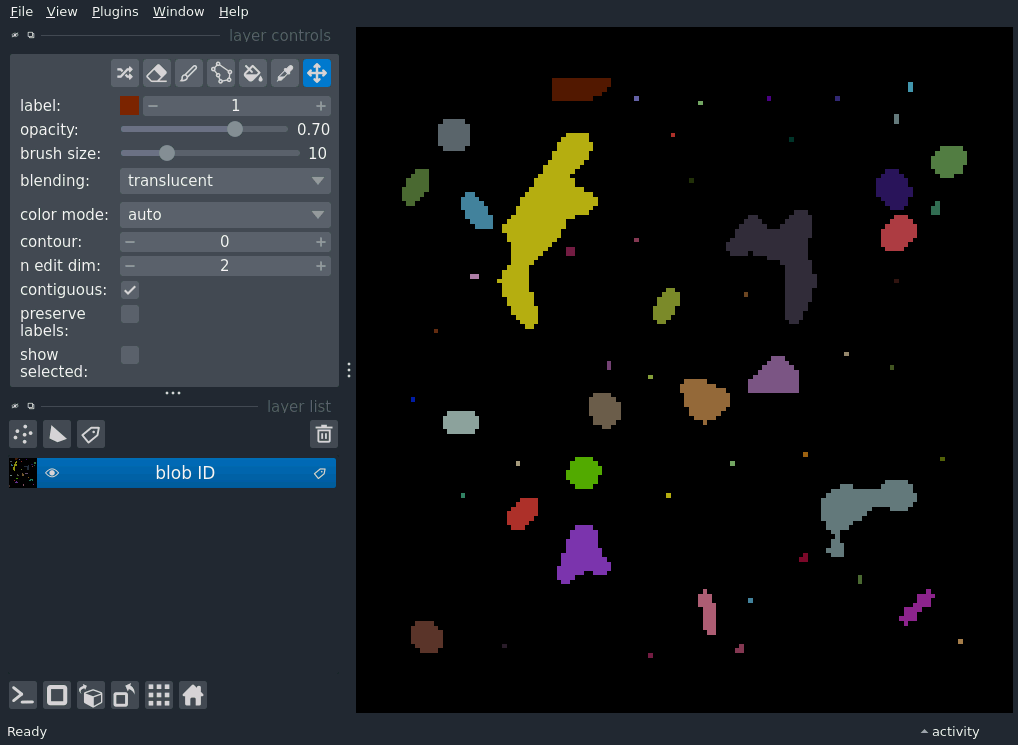 File View Plugins Window Help
layer controls
label: 1
opacity: 0.70
brush size: 10
blending: translucent
color mode: auto
contour: 0
n edit dim: 2
contiguous:
preserve
labels:
show
selected:
layer list
blob ID
Ready activity